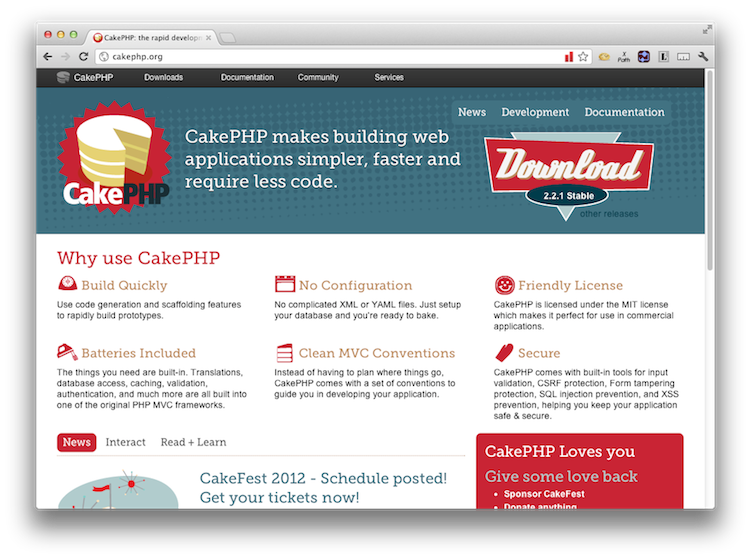 CakePHP: the rapid develop
cakephp.org
CakePHP Downloads Documentation Community Services
News Development Documentation
CakePHP makes building web
applications simpler, faster and
require less code.
CakePHP
Download
2.2.1 Stable
other releases
Why use CakePHP
Build Quickly
Use code generation and scaffolding features
to rapidly build prototypes.
No Configuration
No complicated XML or YAML files. Just setup
your database and you're ready to bake.
Friendly License
CakePHP is licensed under the MIT license
which makes it perfect for use in commercial
applications.
Batteries Included
The things you need are built-in. Translations,
database access, caching, validation,
authentication, and much more are all built into
one of the original PHP MVC frameworks.
Clean MVC Conventions
Instead of having to plan where things go,
CakePHP comes with a set of conventions to
guide you in developing your application.
Secure
CakePHP comes with built-in tools for input
validation, CSRF protection, Form tampering
protection, SQL injection prevention, and XSS
prevention, helping you keep your application
safe & secure.
News Interact Read + Learn
CakeFest 2012 - Schedule posted!
Get your tickets now!
CakePHP Loves you
Give some love back
Sponsor CakeFest
Donate anything